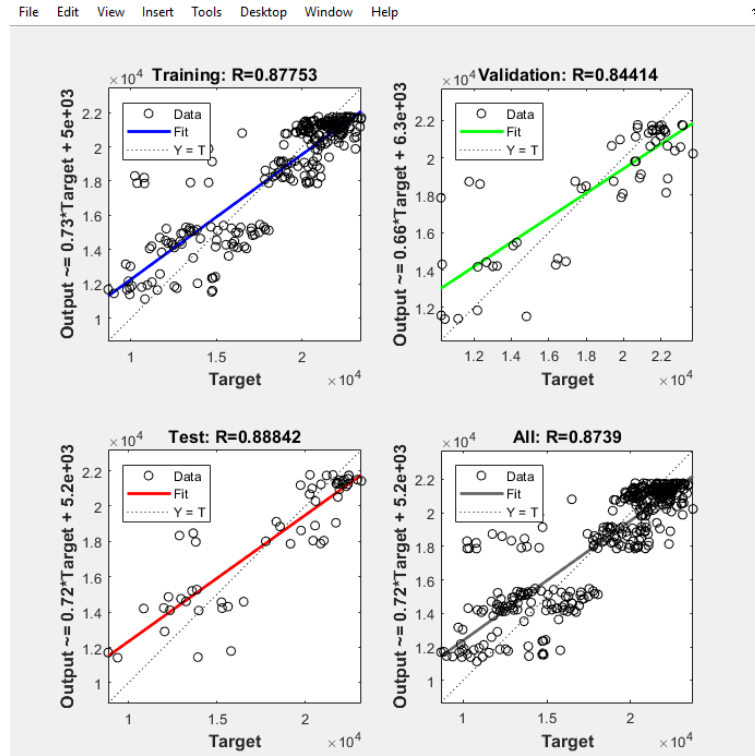 File Edit View Insert Tools Desktop Window Help
Training: R=0.87753
×10⁴
Output ~= 0.73*Target + 5e+03
2.2
2
1.8
1.6
1.4
1.2
1
Data
Fit
Y = T
1
1.5
2
×10⁴
Target
Validation: R=0.84414
×10⁴
Output ~= 0.66*Target + 6.3e+03
2.2
2
1.8
1.6
1.4
1.2
Data
Fit
Y = T
1.2
1.4
1.6
1.8
2
2.2
×10⁴
Target
Test: R=0.88842
×10⁴
Output ~= 0.72*Target + 5.2e+03
2.2
2
1.8
1.6
1.4
1.2
1
Data
Fit
Y = T
1
1.5
2
×10⁴
Target
All: R=0.8739
×10⁴
Output ~= 0.72*Target + 5.2e+03
2.2
2
1.8
1.6
1.4
1.2
1
Data
Fit
Y = T
1
1.5
2
×10⁴
Target